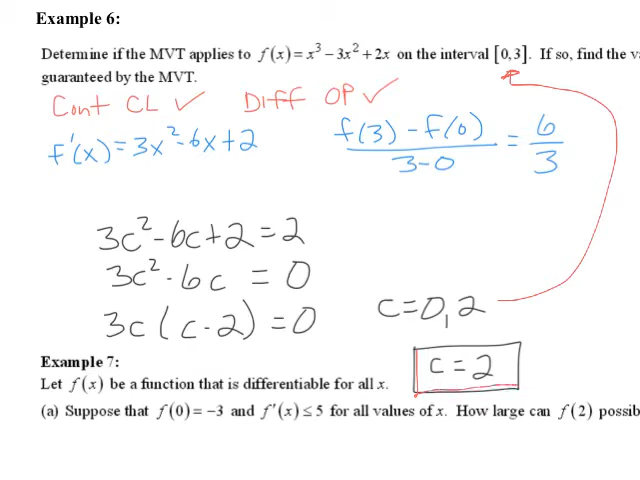 Example 6:
Determine if the MVT applies to f(x) = x³ − 3x² + 2x on the interval [0,3]. If so, find the v
guaranteed by the MVT.
Cont CL ✓ Diff OP ✓
f'(x) = 3x² - 6x + 2
f(3) - f(0) / 3-0 = 6/3
3c² - 6c + 2 = 2
3c² - 6c = 0
3c(c - 2) = 0
c = 0, 2
c = 2
Example 7:
Let f(x) be a function that is differentiable for all x.
(a) Suppose that f(0) = −3 and f'(x) ≤ 5 for all values of x. How large can f(2) possib